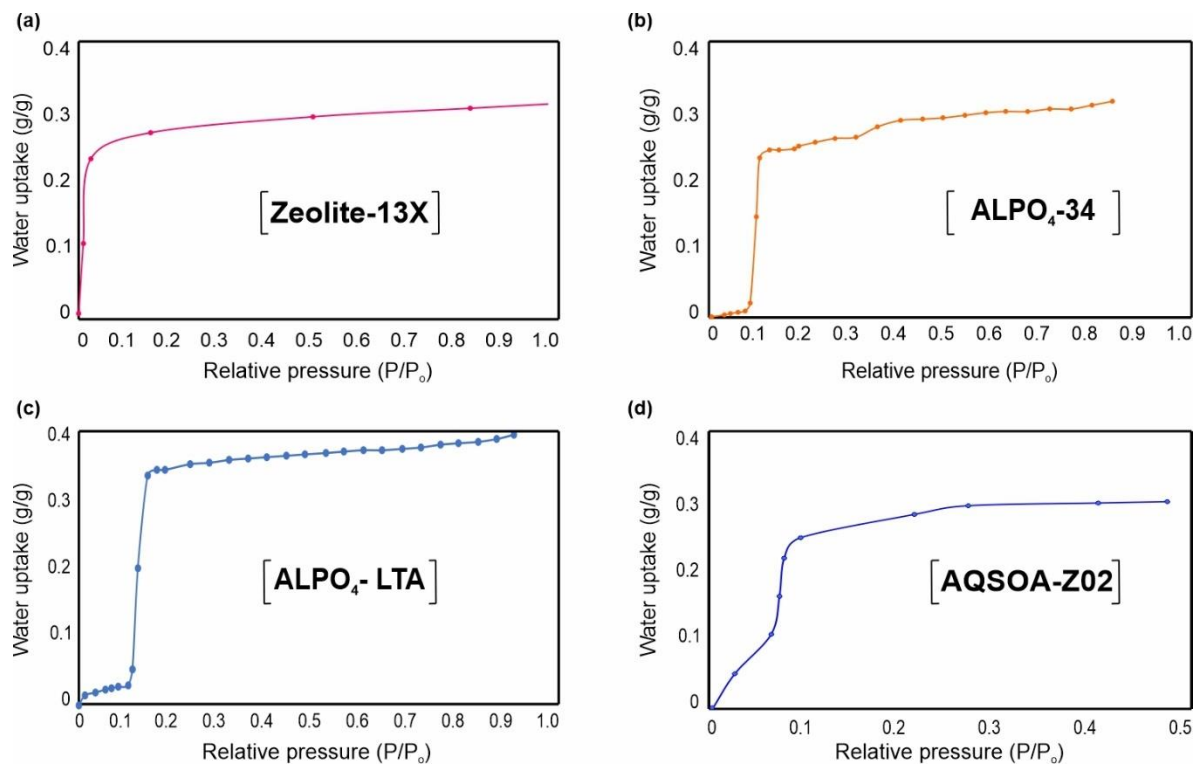 (a)
0.4
0.3
0.2
0.1
0
Water uptake (g/g)
[Zeolite-13X]
0 0.1 0.2 0.3 0.4 0.5 0.6 0.7 0.8 0.9 1.0
Relative pressure (P/Pₒ)
(b)
0.4
0.3
0.2
0.1
0
Water uptake (g/g)
[ALPO₄-34]
0 0.1 0.2 0.3 0.4 0.5 0.6 0.7 0.8 0.9 1.0
Relative pressure (P/Pₒ)
(c)
0.4
0.3
0.2
0.1
0
Water uptake (g/g)
[ALPO₄- LTA]
0 0.1 0.2 0.3 0.4 0.5 0.6 0.7 0.8 0.9 1.0
Relative pressure (P/Pₒ)
(d)
0.4
0.3
0.2
0.1
0
Water uptake (g/g)
[AQSOA-Z02]
0 0.1 0.2 0.3 0.4 0.5
Relative pressure (P/Pₒ)